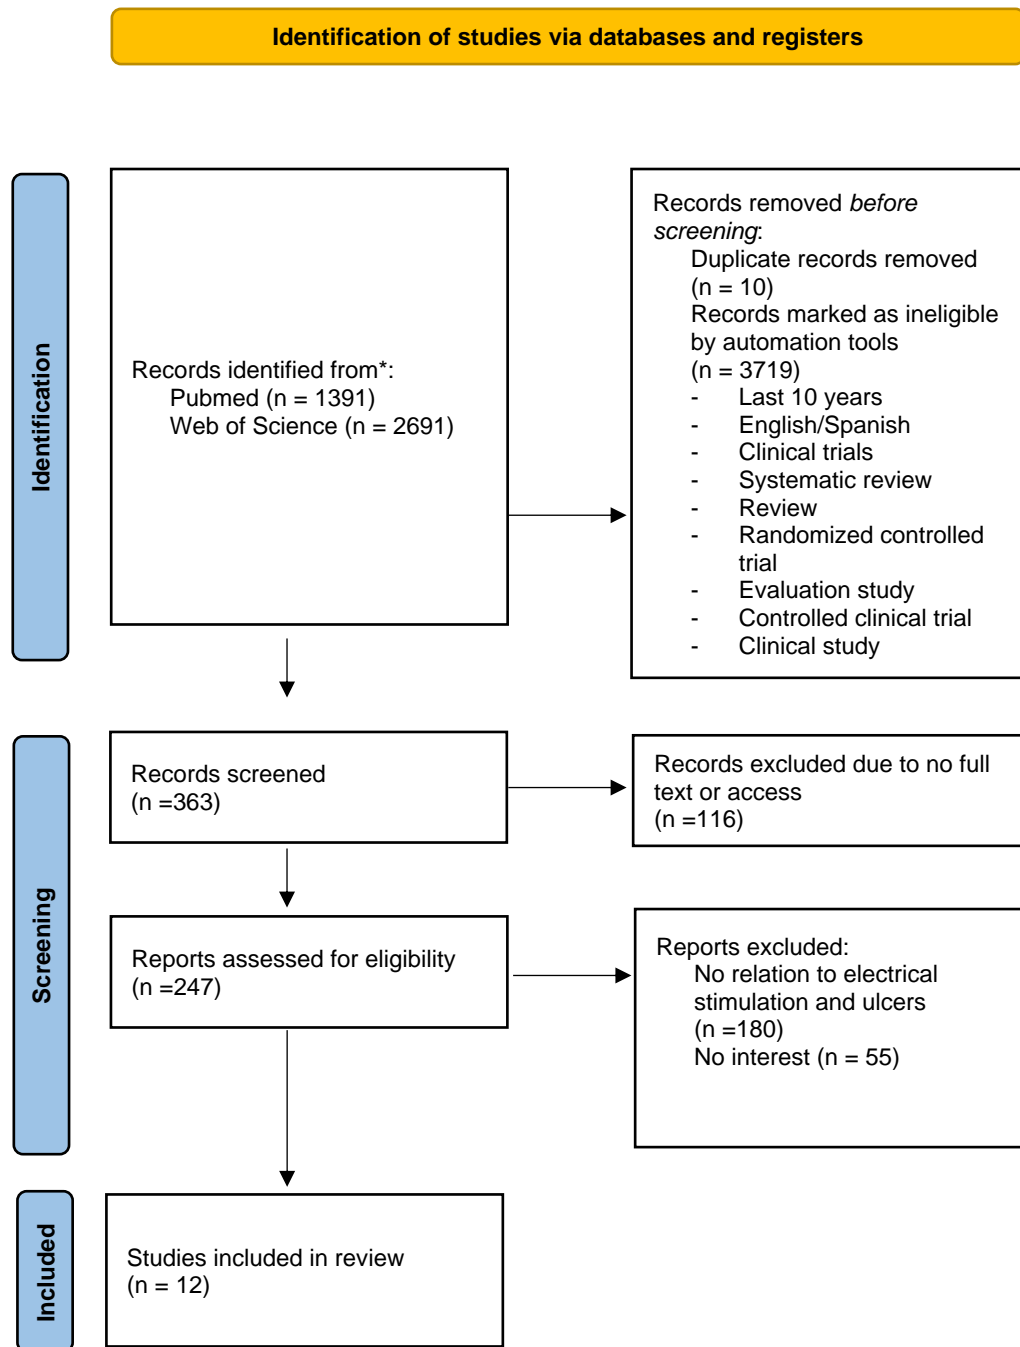 Identification of studies via databases and registers
Identification
Records identified from*:
Pubmed (n = 1391)
Web of Science (n = 2691)
Records removed before
screening:
Duplicate records removed
(n = 10)
Records marked as ineligible
by automation tools
(n = 3719)
- Last 10 years
- English/Spanish
- Clinical trials
- Systematic review
- Review
- Randomized controlled
trial
- Evaluation study
- Controlled clinical trial
- Clinical study
Screening
Records screened
(n =363)
Records excluded due to no full
text or access
(n =116)
Reports assessed for eligibility
(n =247)
Reports excluded:
No relation to electrical
stimulation and ulcers
(n =180)
No interest (n = 55)
Included
Studies included in review
(n = 12)